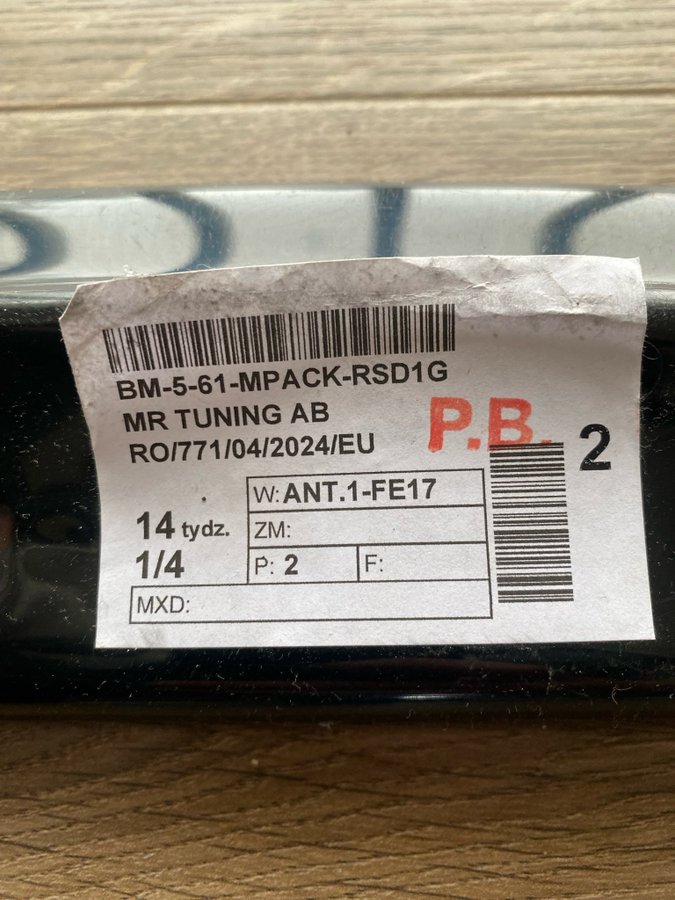 BM-5-61-MPACK-RSD1G
MR TUNING AB
RO/771/04/2024/EU
P.B.
2
14 tydz.
1/4
W: ANT.1-FE17
ZM:
P: 2
F:
MXD: